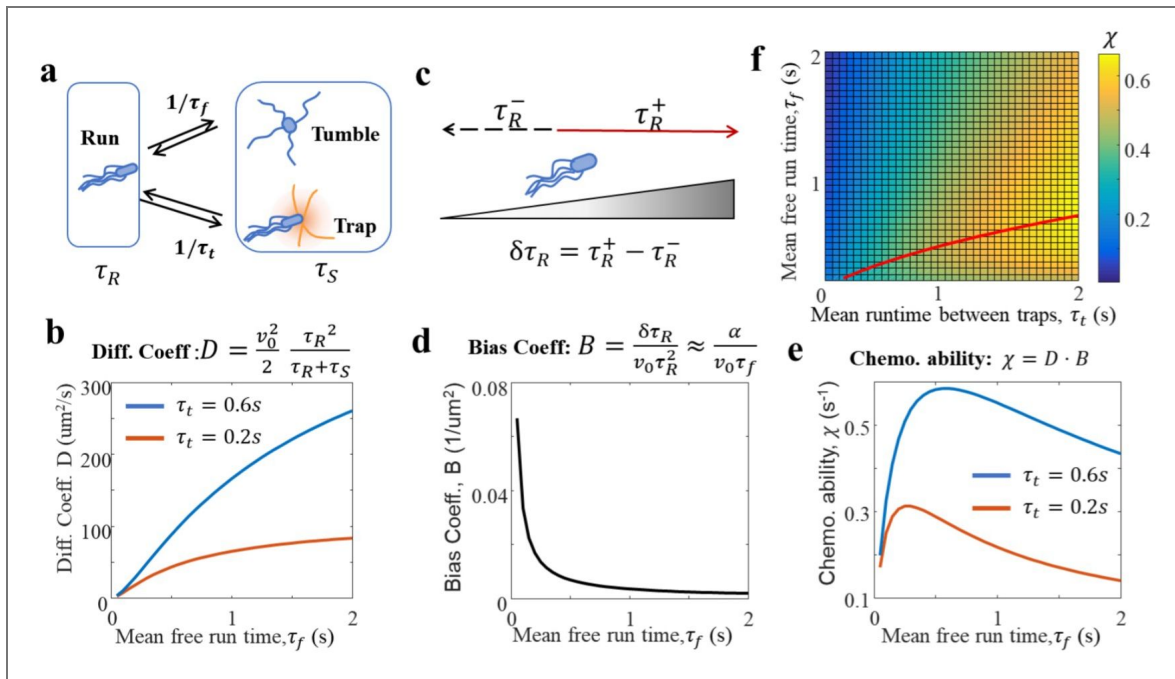 a
Run
1/τ_f
Tumble
1/τ_t
Trap
τ_R
τ_S
b
Diff. Coeff :D = v_0^2/2 τ_R^2/(τ_R+τ_S)
Diff. Coeff. D (um²/s)
300
250
150
100
50
0
τ_t = 0.6s
τ_t = 0.2s
0 1 2
Mean free run time,τ_f (s)
c
τ_R^-
τ_R^+
δτ_R = τ_R^+ − τ_R^-
d
Bias Coeff: B = δτ_R/(v_0τ_R^2) ≈ α/(v_0τ_f)
Bias Coeff., B (1/um²)
0.08
0.04
0
0 1 2
Mean free run time,τ_f (s)
f
Mean free run time,τ_f (s)
2
1
0 1 2
Mean runtime between traps, τ_t (s)
χ
0.6
0.4
0.2
e
Chemo. ability: χ = D · B
Chemo. ability, χ (s⁻¹)
0.5
0.3
0.1
τ_t = 0.6s
τ_t = 0.2s
0 1 2
Mean free run time,τ_f (s)